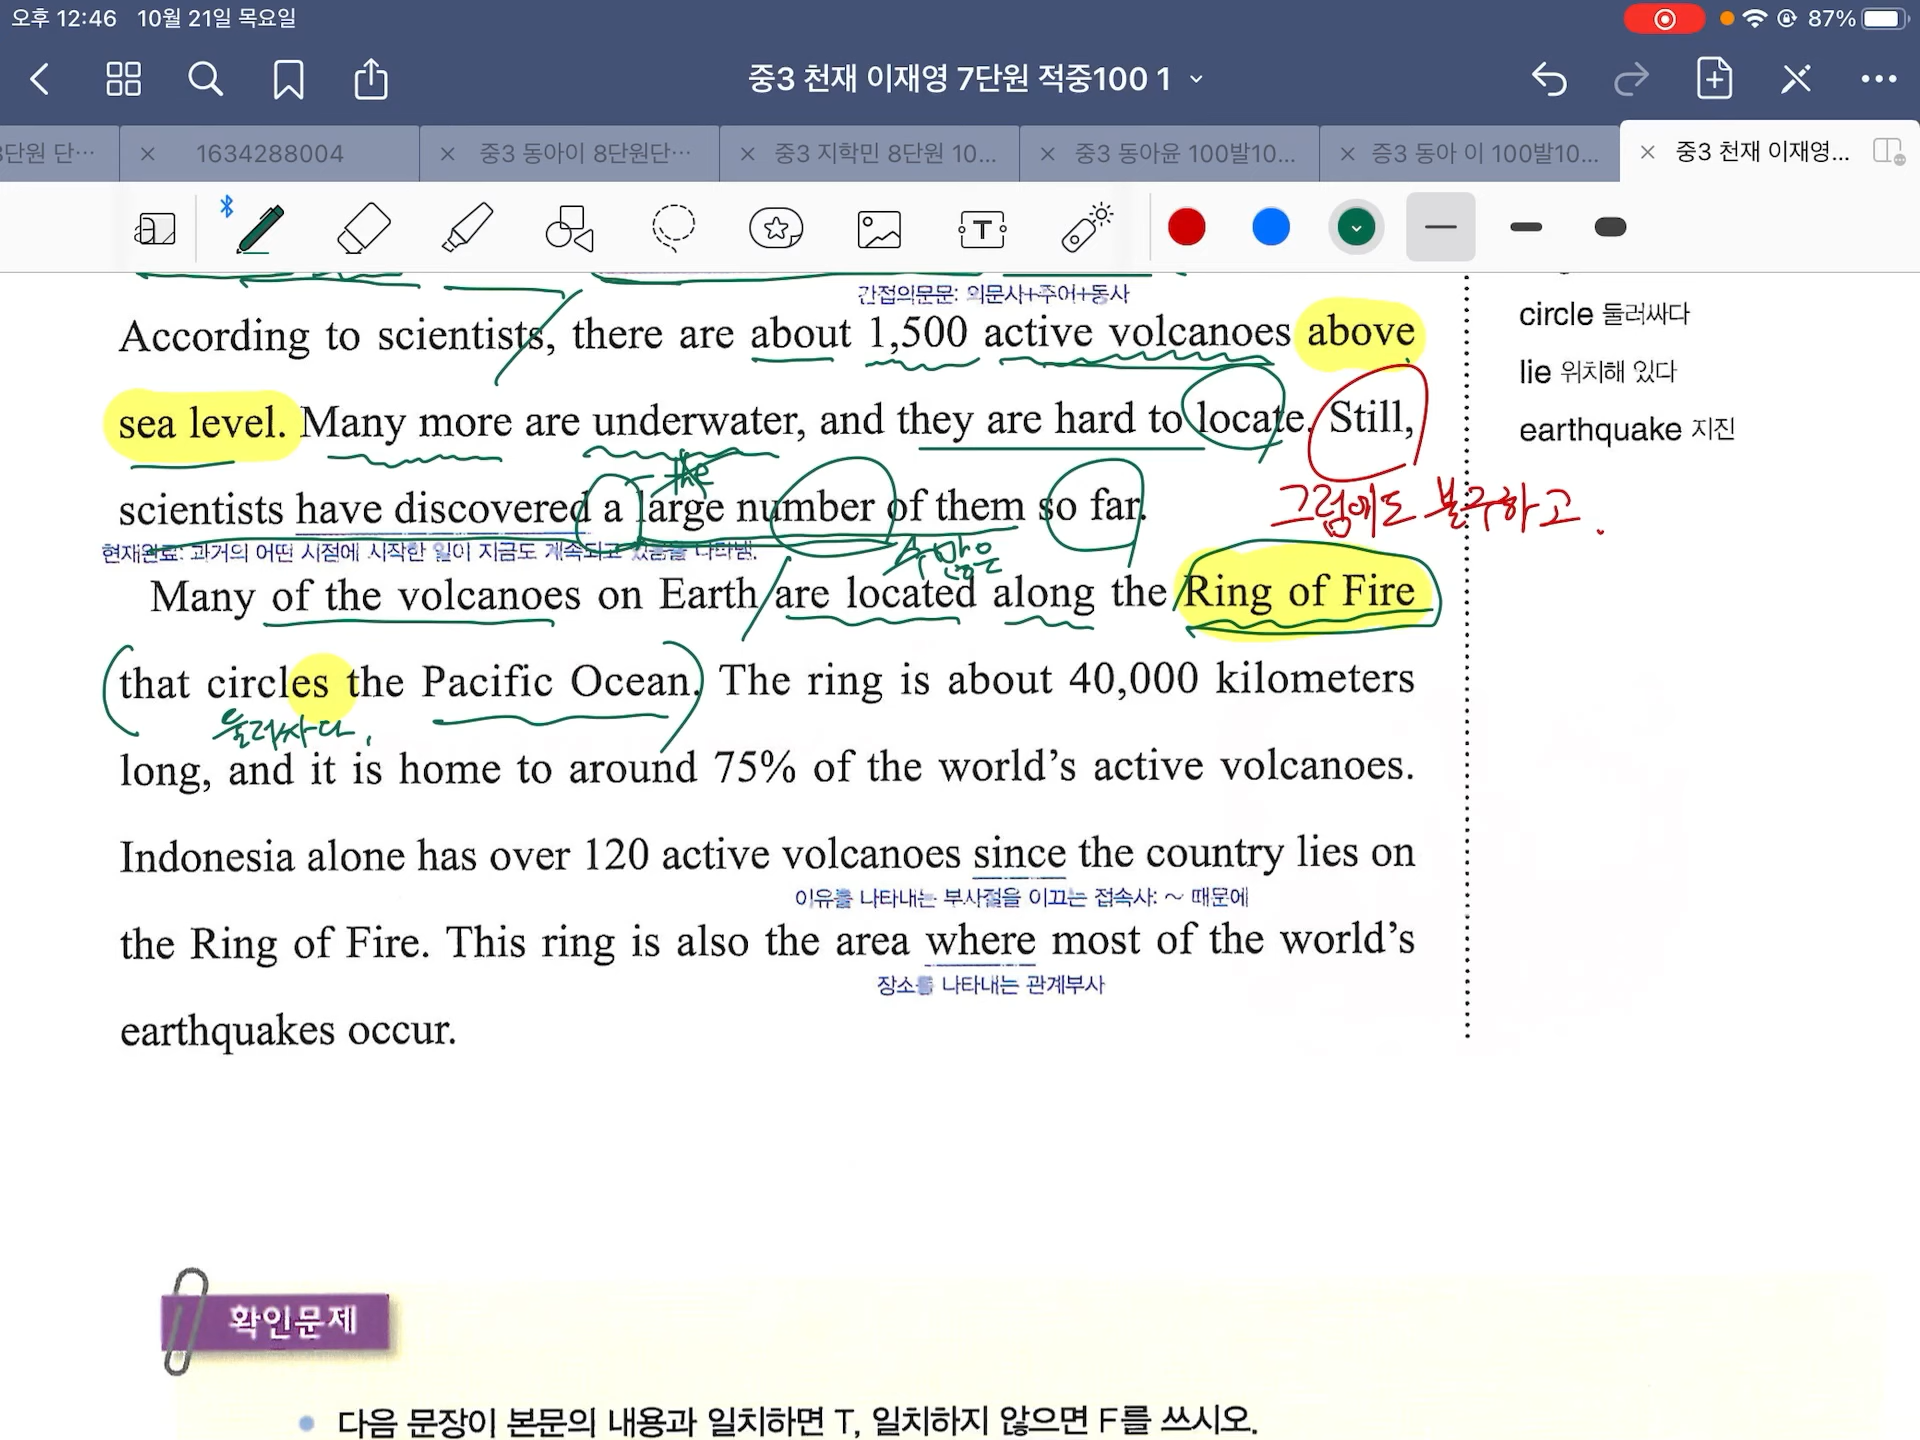 오후 12:46 10월 21일 목요일 87%
중3 천재 이재영 7단원 적중100 1
단원 단… 1634288004 중3 동아이 8단원단… 중3 지학민 8단원 10... 중3 동아윤 100발10... 증3 동아 이 100발10... 중3 천재 이재영...
간접의문문: 의문사+주어+동사
According to scientists, there are about 1,500 active volcanoes above
circle 둘러싸다
lie 위치해 있다
sea level. Many more are underwater, and they are hard to locate. Still,
earthquake 지진
the
scientists have discovered a large number of them so far.
그럼에도 불구하고.
현재완료: 과거의 어떤 시점에 시작한 일이 지금도 계속되고 있음을 나타냄.
수많은
Many of the volcanoes on Earth are located along the Ring of Fire
that circles the Pacific Ocean. The ring is about 40,000 kilometers
둘러싸다,
long, and it is home to around 75% of the world's active volcanoes.
Indonesia alone has over 120 active volcanoes since the country lies on
이유를 나타내는 부사절을 이끄는 접속사: ~ 때문에
the Ring of Fire. This ring is also the area where most of the world's
장소를 나타내는 관계부사
earthquakes occur.
확인문제
다음 문장이 본문의 내용과 일치하면 T, 일치하지 않으면 F를 쓰시오.